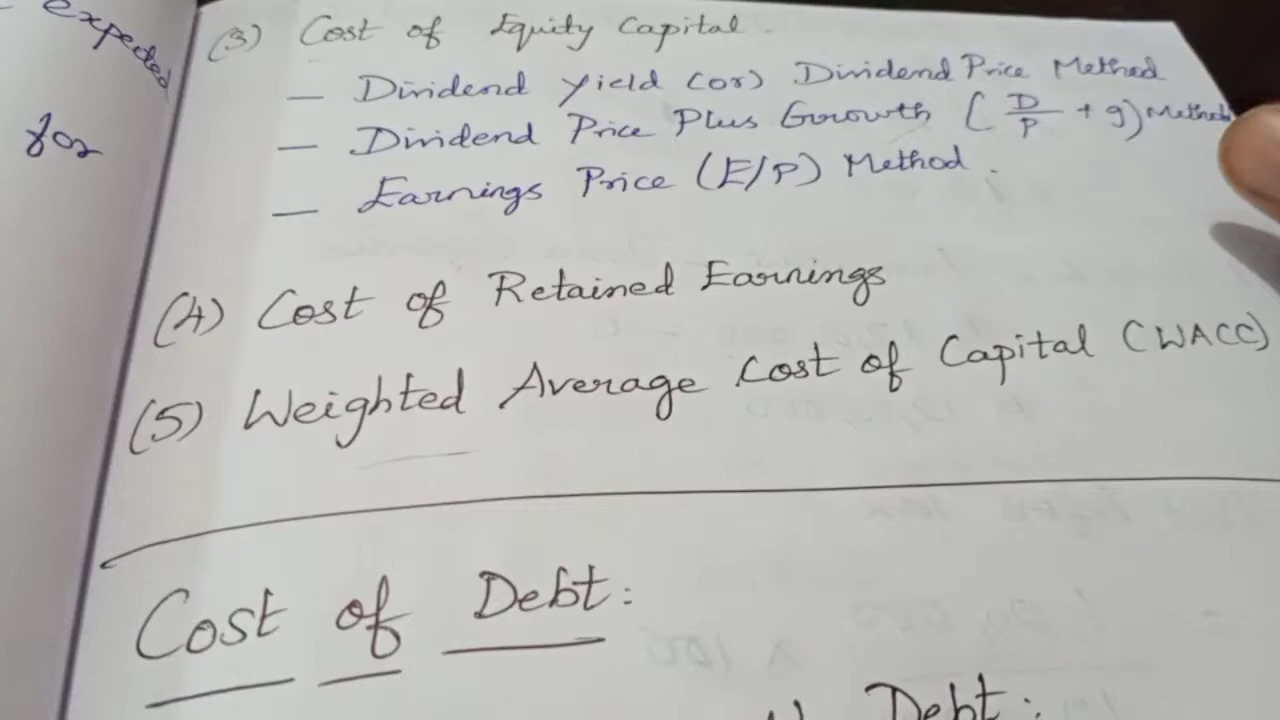 expected
for
(3) Cost of Equity Capital
— Dividend Yield (or) Dividend Price Method
— Dividend Price Plus Growth (D/P + g) Method
— Earnings Price (E/P) Method.
(4) Cost of Retained Earnings
(5) Weighted Average Cost of Capital (WACC)
Cost of Debt:
Debt: